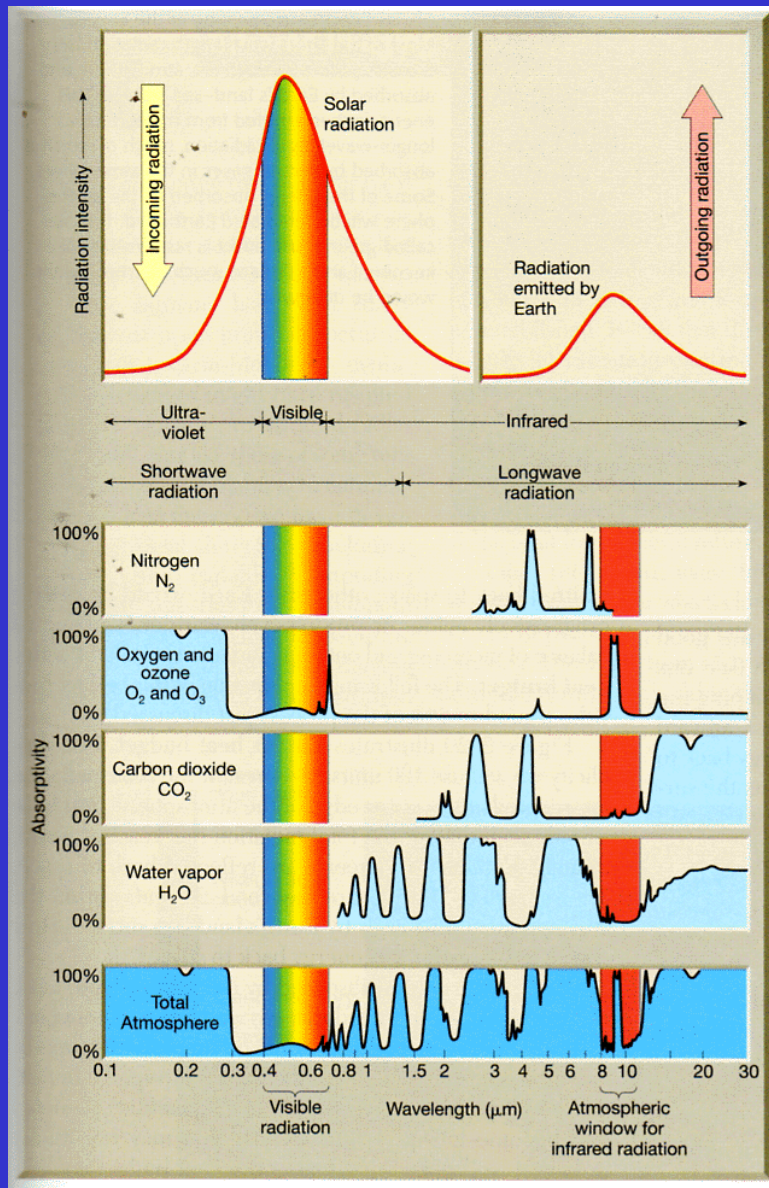 Radiation intensity
Incoming radiation
Solar
radiation
Radiation
emitted by
Earth
Outgoing radiation
Ultra-
violet
Visible
Infrared
Shortwave
radiation
Longwave
radiation
Absorptivity
100%
Nitrogen
N₂
0%
100%
Oxygen and
ozone
O₂ and O₃
0%
100%
Carbon dioxide
CO₂
0%
100%
Water vapor
H₂O
0%
100%
Total
Atmosphere
0%
0.1 0.2 0.3 0.4 0.6 0.8 1 1.5 2 3 4 5 6 8 10 20 30
Visible
radiation
Wavelength (μm)
Atmospheric
window for
infrared radiation